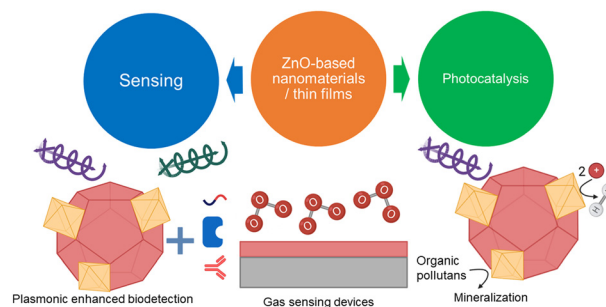 Sensing
ZnO-based
nanomaterials
/ thin films
Photocatalysis
O O O O O O O O O
2 +
H
Organic
pollutans
Plasmonic enhanced biodetection
Gas sensing devices
Mineralization